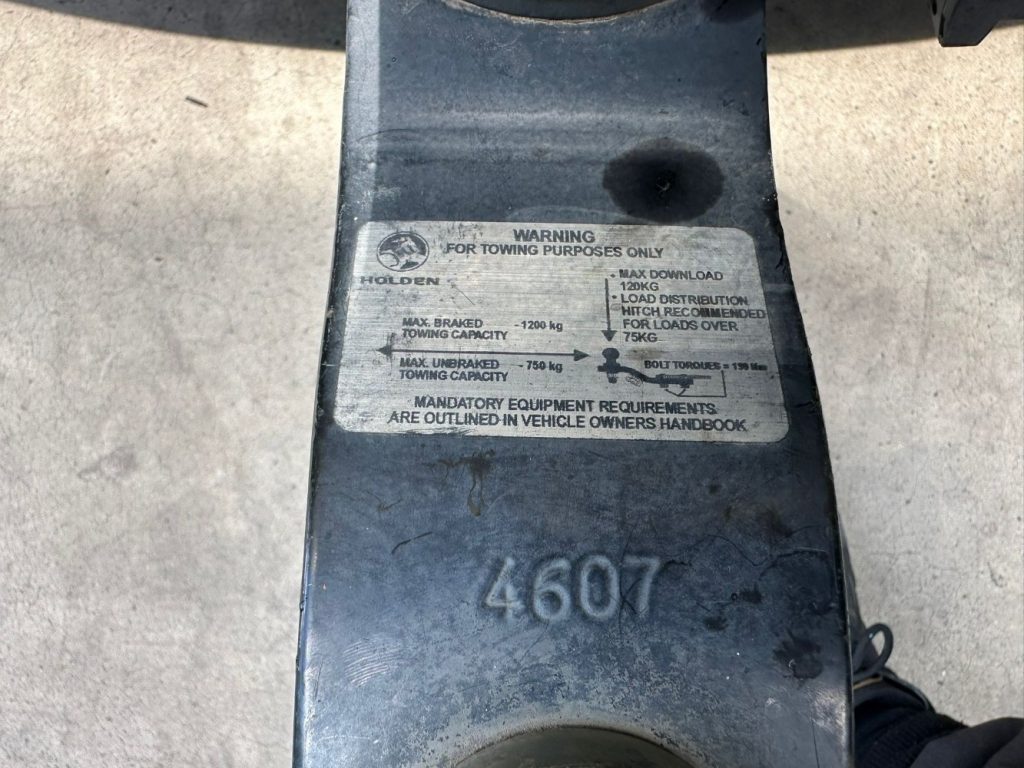 WARNING
FOR TOWING PURPOSES ONLY
HOLDEN
• MAX DOWNLOAD
120KG
• LOAD DISTRIBUTION
HITCH RECOMMENDED
FOR LOADS OVER
75KG
MAX. BRAKED
TOWING CAPACITY
-1200 kg
MAX. UNBRAKED
TOWING CAPACITY
- 750 kg
BOLT TORQUES =
MANDATORY EQUIPMENT REQUIREMENTS
ARE OUTLINED IN VEHICLE OWNERS HANDBOOK
4607